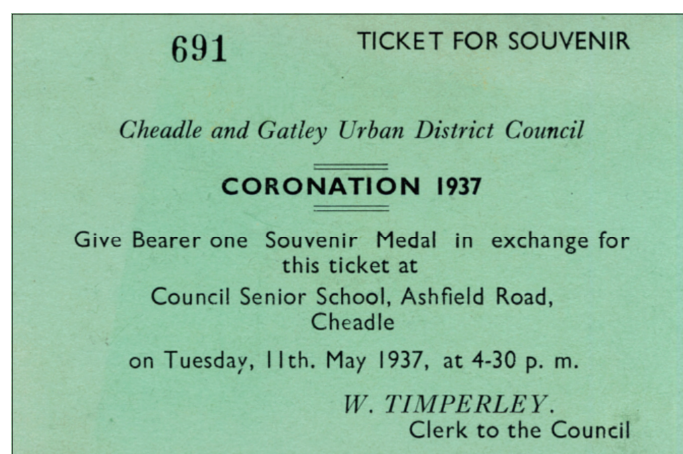 691
TICKET FOR SOUVENIR
Cheadle and Gatley Urban District Council
CORONATION 1937
Give Bearer one Souvenir Medal in exchange for
this ticket at
Council Senior School, Ashfield Road,
Cheadle
on Tuesday, 11th. May 1937, at 4-30 p. m.
W. TIMPERLEY.
Clerk to the Council